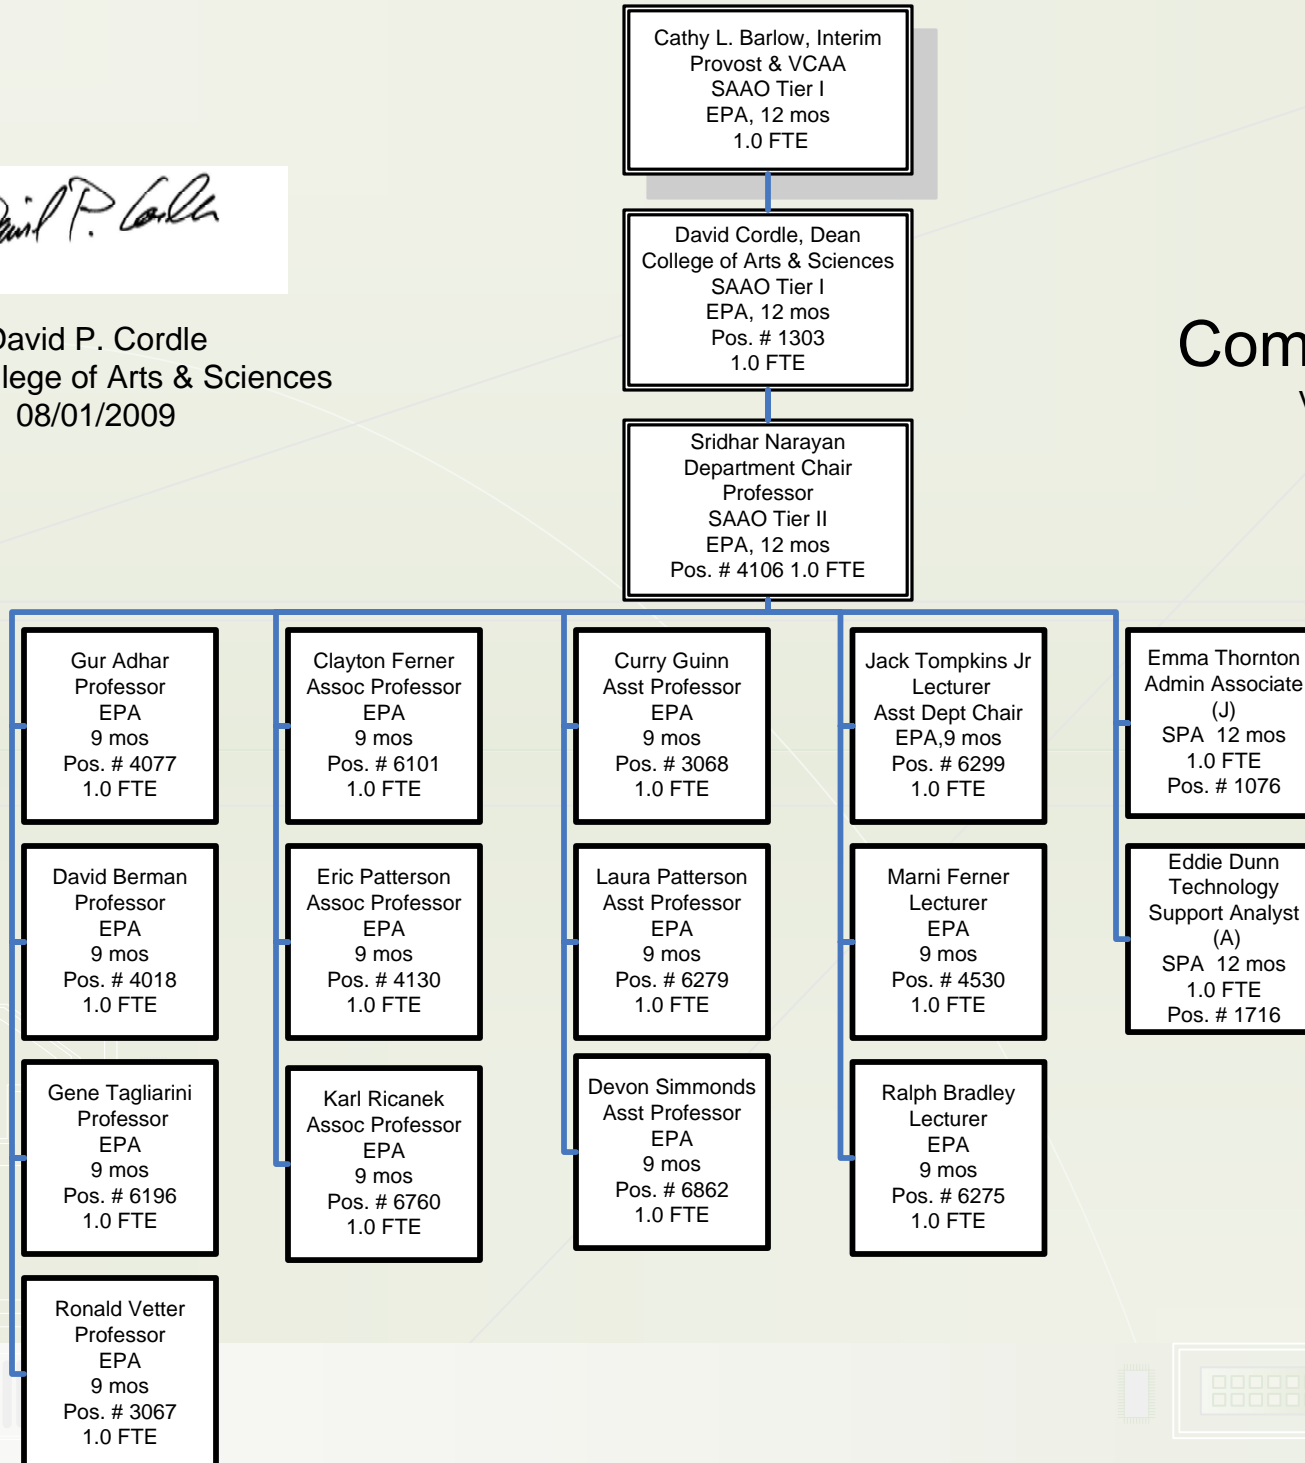 Cathy L. Barlow, Interim
Provost & VCAA
SAAO Tier I
EPA, 12 mos
1.0 FTE
David P. Cordle
David P. Cordle
llege of Arts & Sciences
08/01/2009
David Cordle, Dean
College of Arts & Sciences
SAAO Tier I
EPA, 12 mos
Pos. # 1303
1.0 FTE
Com
Sridhar Narayan
Department Chair
Professor
SAAO Tier II
EPA, 12 mos
Pos. # 4106 1.0 FTE
Gur Adhar
Professor
EPA
9 mos
Pos. # 4077
1.0 FTE
Clayton Ferner
Assoc Professor
EPA
9 mos
Pos. # 6101
1.0 FTE
Curry Guinn
Asst Professor
EPA
9 mos
Pos. # 3068
1.0 FTE
Jack Tompkins Jr
Lecturer
Asst Dept Chair
EPA,9 mos
Pos. # 6299
1.0 FTE
Emma Thornton
Admin Associate
(J)
SPA 12 mos
1.0 FTE
Pos. # 1076
David Berman
Professor
EPA
9 mos
Pos. # 4018
1.0 FTE
Eric Patterson
Assoc Professor
EPA
9 mos
Pos. # 4130
1.0 FTE
Laura Patterson
Asst Professor
EPA
9 mos
Pos. # 6279
1.0 FTE
Marni Ferner
Lecturer
EPA
9 mos
Pos. # 4530
1.0 FTE
Eddie Dunn
Technology
Support Analyst
(A)
SPA 12 mos
1.0 FTE
Pos. # 1716
Gene Tagliarini
Professor
EPA
9 mos
Pos. # 6196
1.0 FTE
Karl Ricanek
Assoc Professor
EPA
9 mos
Pos. # 6760
1.0 FTE
Devon Simmonds
Asst Professor
EPA
9 mos
Pos. # 6862
1.0 FTE
Ralph Bradley
Lecturer
EPA
9 mos
Pos. # 6275
1.0 FTE
Ronald Vetter
Professor
EPA
9 mos
Pos. # 3067
1.0 FTE